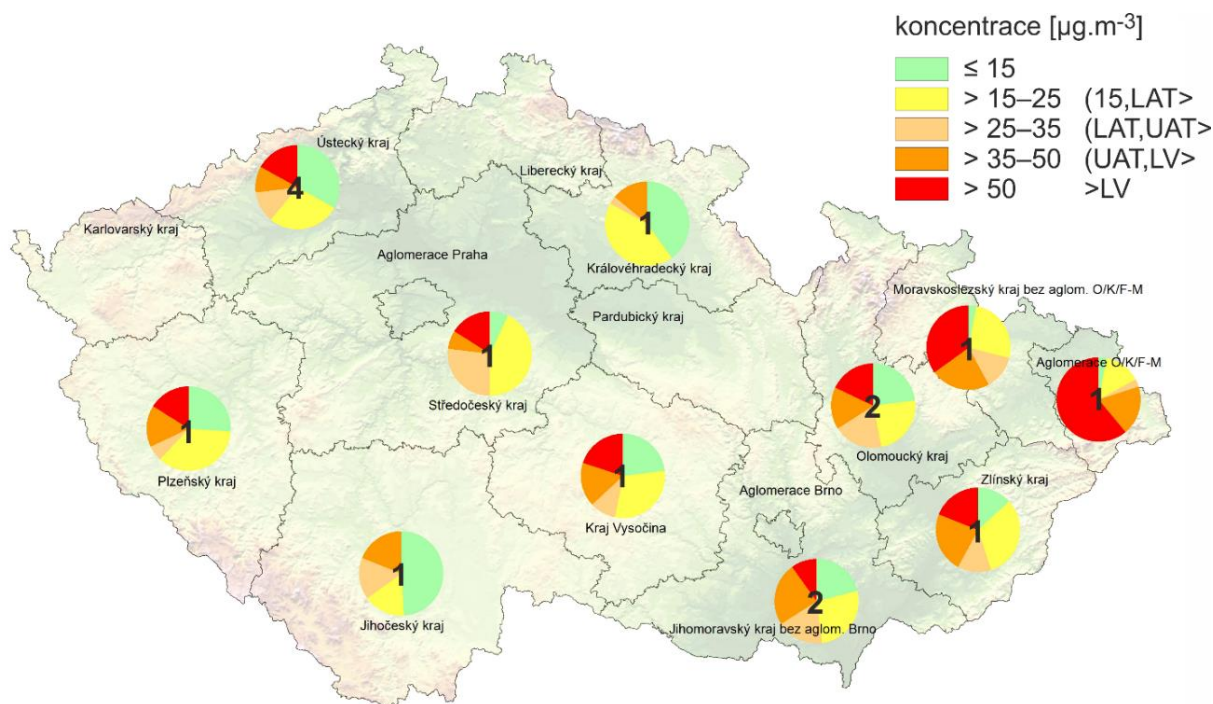 koncentrace [µg.m-3]
≤ 15
> 15–25 (15,LAT>
> 25–35 (LAT,UAT>
> 35–50 (UAT,LV>
> 50 >LV
Ústecký kraj
4
Liberecký kraj
Karlovarský kraj
1
Královéhradecký kraj
Aglomerace Praha
Moravskoslezský kraj bez aglom. O/K/F-M
Pardubický kraj
1
1
Středočeský kraj
Aglomerace O/K/F-M
1
2
1
Plzeňský kraj
Olomoucký kraj
1
Kraj Vysočina
Aglomerace Brno
Zlínský kraj
1
1
Jihočeský kraj
2
Jihomoravský kraj bez aglom. Brno